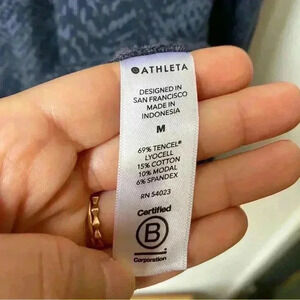 ATHLETA
DESIGNED IN
SAN FRANCISCO
MADE IN
INDONESIA
M
69% TENCEL®
LYOCELL
15% COTTON
10% MODAL
6% SPANDEX
RN 54023
Certified
B
Corporation